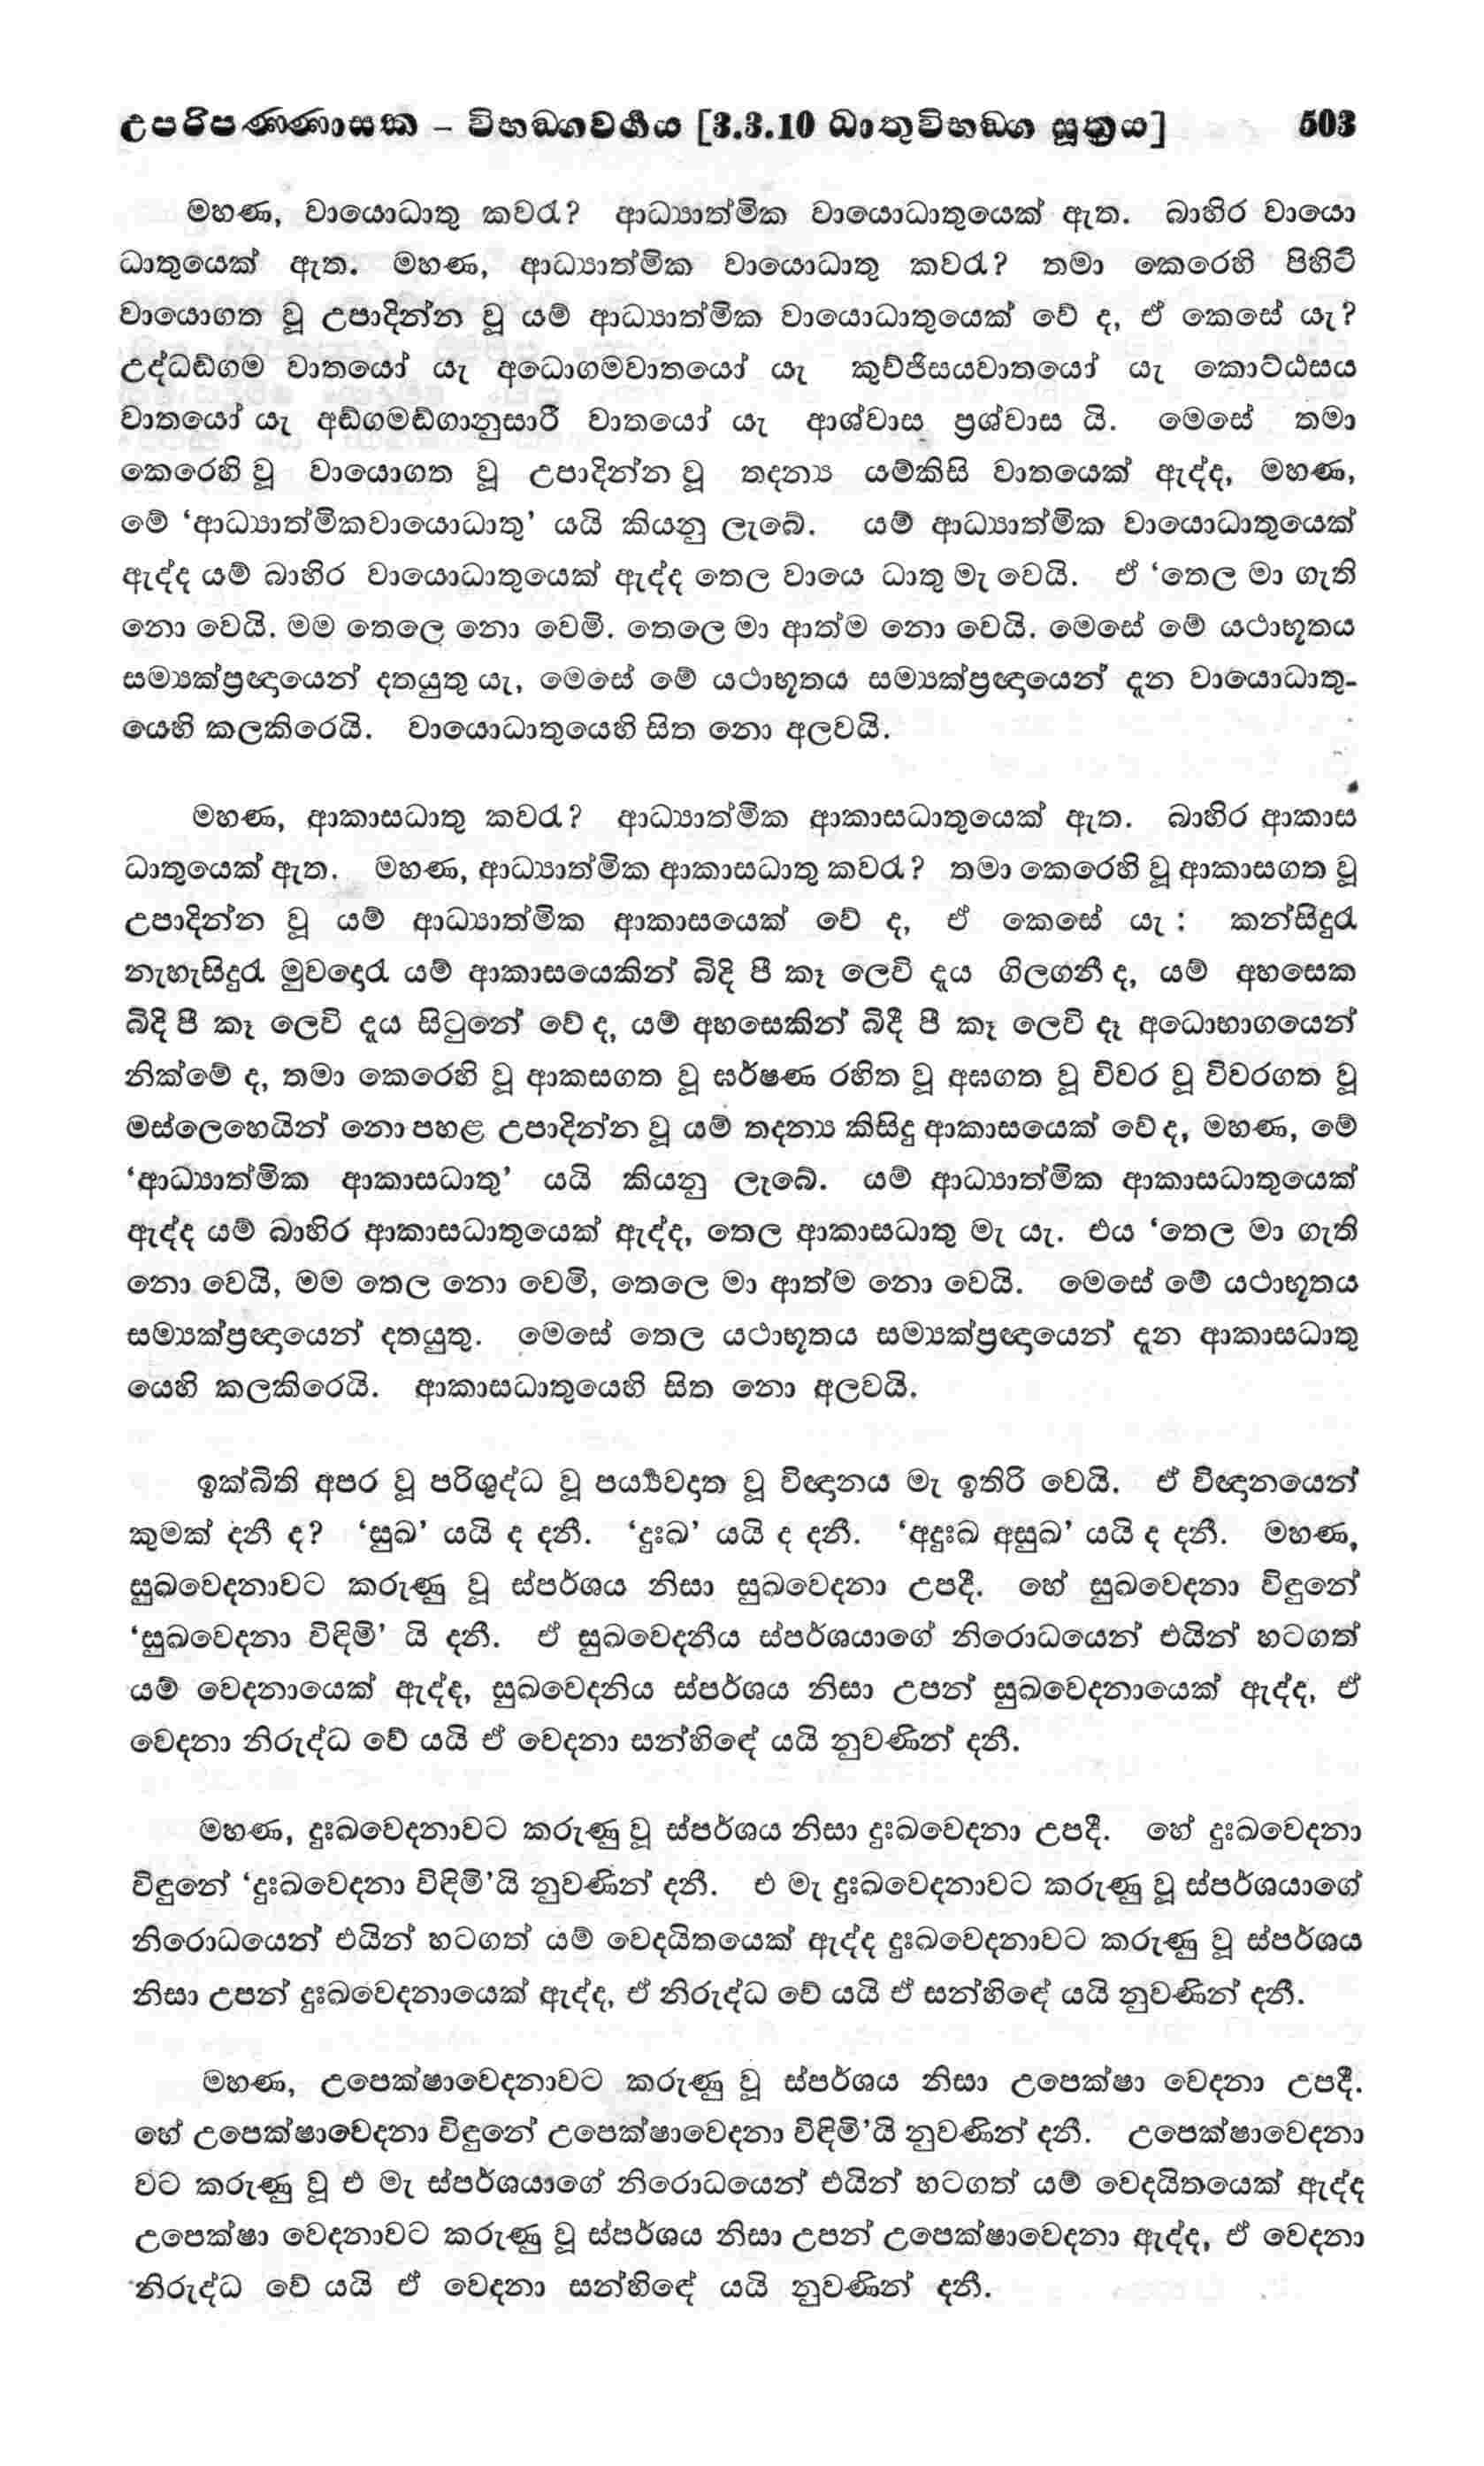 උපරිපණ්ණාසක – විභඞ්ගවර්ගය [3.3.10 ධාතුවිභඞ්ග සූත්‍රය] 503
මහණ, වායොධාතු කවරැ? ආධ්‍යාත්මික වායොධාතුයෙක් ඇත. බාහිර වායො
ධාතුයෙක් ඇත. මහණ, ආධ්‍යාත්මික වායොධාතු කවරැ? තමා කෙරෙහි පිහිටි
වායොගත වූ උපාදින්න වූ යම් ආධ්‍යාත්මික වායොධාතුයෙක් වේ ද, ඒ කෙසේ යැ?
උද්ධඞ්ගම වාතයෝ යැ අධොගමවාතයෝ යැ කුච්ඡිසයවාතයෝ යැ කොට්ඨසය
වාතයෝ යැ අඞ්ගමඞ්ගානුසාරී වාතයෝ යැ ආශ්වාස ප්‍රශ්වාස යි. මෙසේ තමා
කෙරෙහි වූ වායොගත වූ උපාදින්න වූ තදන්‍ය යම්කිසි වාතයෙක් ඇද්ද, මහණ,
මේ ‘ආධ්‍යාත්මිකවායොධාතු’ යයි කියනු ලැබේ. යම් ආධ්‍යාත්මික වායොධාතුයෙක්
ඇද්ද යම් බාහිර වායොධාතුයෙක් ඇද්ද තෙල වායෙ ධාතු මැ වෙයි. ඒ ‘තෙල මා ගැති
නො වෙයි. මම තෙලෙ නො වෙමි. තෙලෙ මා ආත්ම නො වෙයි. මෙසේ මේ යථාභූතය
සම්‍යක්ප්‍රඥායෙන් දතයුතු යැ, මෙසේ මේ යථාභූතය සම්‍යක්ප්‍රඥායෙන් දැන වායොධාතු-
යෙහි කලකිරෙයි. වායොධාතුයෙහි සිත නො අලවයි.
මහණ, ආකාසධාතු කවරැ? ආධ්‍යාත්මික ආකාසධාතුයෙක් ඇත. බාහිර ආකාස
ධාතුයෙක් ඇත. මහණ, ආධ්‍යාත්මික ආකාසධාතු කවරැ? තමා කෙරෙහි වූ ආකාසගත වූ
උපාදින්න වූ යම් ආධ්‍යාත්මික ආකාසයෙක් වේ ද, ඒ කෙසේ යැ : කන්සිදුරු
නැහැසිදුරු මුවදොරු යම් ආකාසයෙකින් බිදි පී කෑ ලෙව් දැය ගිලගනී ද, යම් අහසෙක
බිදි පී කෑ ලෙව් දැය සිටුනේ වේ ද, යම් අහසෙකින් බිදී පී කෑ ලෙව් දෑ අධොභාගයෙන්
නික්මේ ද, තමා කෙරෙහි වූ ආකසගත වූ ඝර්ෂණ රහිත වූ අඝගත වූ විවර වූ විවරගත වූ
මස්ලෙහෙයින් නො පහළ උපාදින්න වූ යම් තදන්‍ය කිසිදු ආකාසයෙක් වේ ද, මහණ, මේ
‘ආධ්‍යාත්මික ආකාසධාතු’ යයි කියනු ලැබේ. යම් ආධ්‍යාත්මික ආකාසධාතුයෙක්
ඇද්ද යම් බාහිර ආකාසධාතුයෙක් ඇද්ද, තෙල ආකාසධාතු මැ යැ. එය ‘තෙල මා ගැති
නො වෙයි, මම තෙල නො වෙමි, තෙලෙ මා ආත්ම නො වෙයි. මෙසේ මේ යථාභූතය
සම්‍යක්ප්‍රඥායෙන් දතයුතු. මෙසේ තෙල යථාභූතය සම්‍යක්ප්‍රඥායෙන් දැන ආකාසධාතු
යෙහි කලකිරෙයි. ආකාසධාතුයෙහි සිත නො අලවයි.
ඉක්බිති අපර වූ පරිශුද්ධ වූ පර්‍ය්‍යවදාත වූ විඥානය මැ ඉතිරි වෙයි. ඒ විඥානයෙන්
කුමක් දනී ද? ‘සුඛ’ යයි ද දනී. ‘දුඃඛ’ යයි ද දනී. ‘අදුඃඛ අසුඛ’ යයි ද දනී. මහණ,
සුඛවෙදනාවට කරුණු වූ ස්පර්ශය නිසා සුඛවෙදනා උපදී. හේ සුඛවෙදනා විඳුනේ
‘සුඛවෙදනා විඳිමි’ යි දනී. ඒ සුඛවෙදනීය ස්පර්ශයාගේ නිරොධයෙන් එයින් හටගත්
යම් වෙදනායෙක් ඇද්ද, සුඛවෙදනිය ස්පර්ශය නිසා උපන් සුඛවෙදනායෙක් ඇද්ද, ඒ
වෙදනා නිරුද්ධ වේ යයි ඒ වෙදනා සන්හිඳේ යයි නුවණින් දනී.
මහණ, දුඃඛවෙදනාවට කරුණු වූ ස්පර්ශය නිසා දුඃඛවෙදනා උපදී. හේ දුඃඛවෙදනා
විඳුනේ ‘දුඃඛවෙදනා විඳිමි’යි නුවණින් දනී. එ මැ දුඃඛවෙදනාවට කරුණු වූ ස්පර්ශයාගේ
නිරොධයෙන් එයින් හටගත් යම් වෙදයිතයෙක් ඇද්ද දුඃඛවෙදනාවට කරුණු වූ ස්පර්ශය
නිසා උපන් දුඃඛවෙදනායෙක් ඇද්ද, ඒ නිරුද්ධ වේ යයි ඒ සන්හිඳේ යයි නුවණින් දනී.
මහණ, උපෙක්ෂාවෙදනාවට කරුණු වූ ස්පර්ශය නිසා උපෙක්ෂා වෙදනා උපදී.
හේ උපෙක්ෂාවෙදනා විඳුනේ උපෙක්ෂාවෙදනා විඳිමි’යි නුවණින් දනී. උපෙක්ෂාවෙදනා
වට කරුණු වූ එ මැ ස්පර්ශයාගේ නිරොධයෙන් එයින් හටගත් යම් වෙදයිතයෙක් ඇද්ද
උපෙක්ෂා වෙදනාවට කරුණු වූ ස්පර්ශය නිසා උපන් උපෙක්ෂාවෙදනා ඇද්ද, ඒ වෙදනා
නිරුද්ධ වේ යයි ඒ වෙදනා සන්හිඳේ යයි නුවණින් දනී.